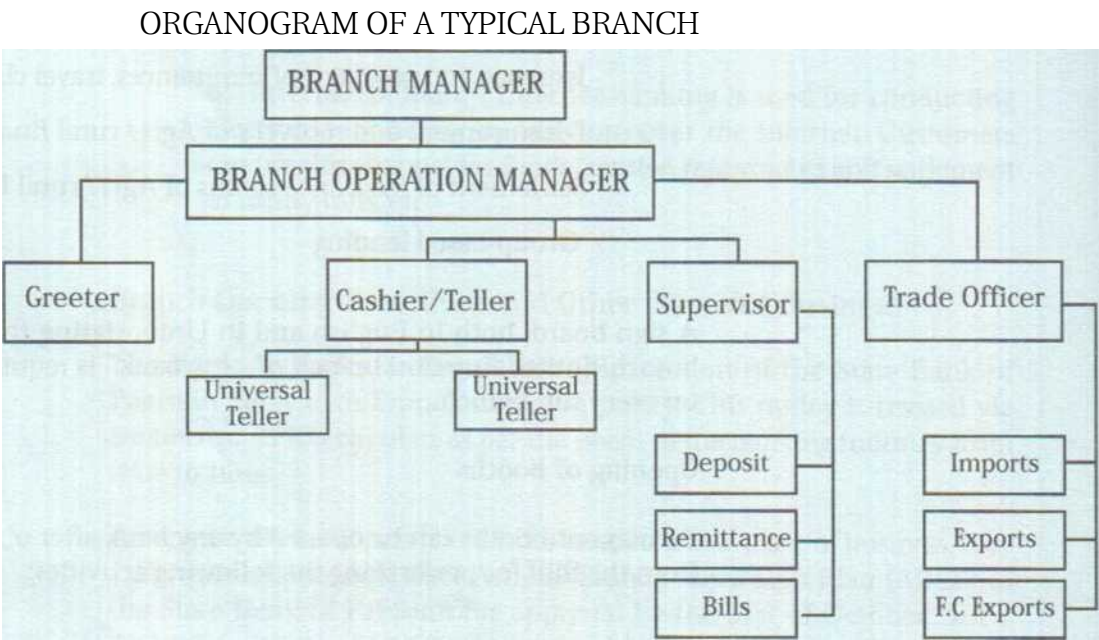 ORGANOGRAM OF A TYPICAL BRANCH
BRANCH MANAGER
BRANCH OPERATION MANAGER
Greeter
Cashier/Teller
Supervisor
Trade Officer
Universal
Teller
Universal
Teller
Deposit
Imports
Remittance
Exports
Bills
F.C Exports